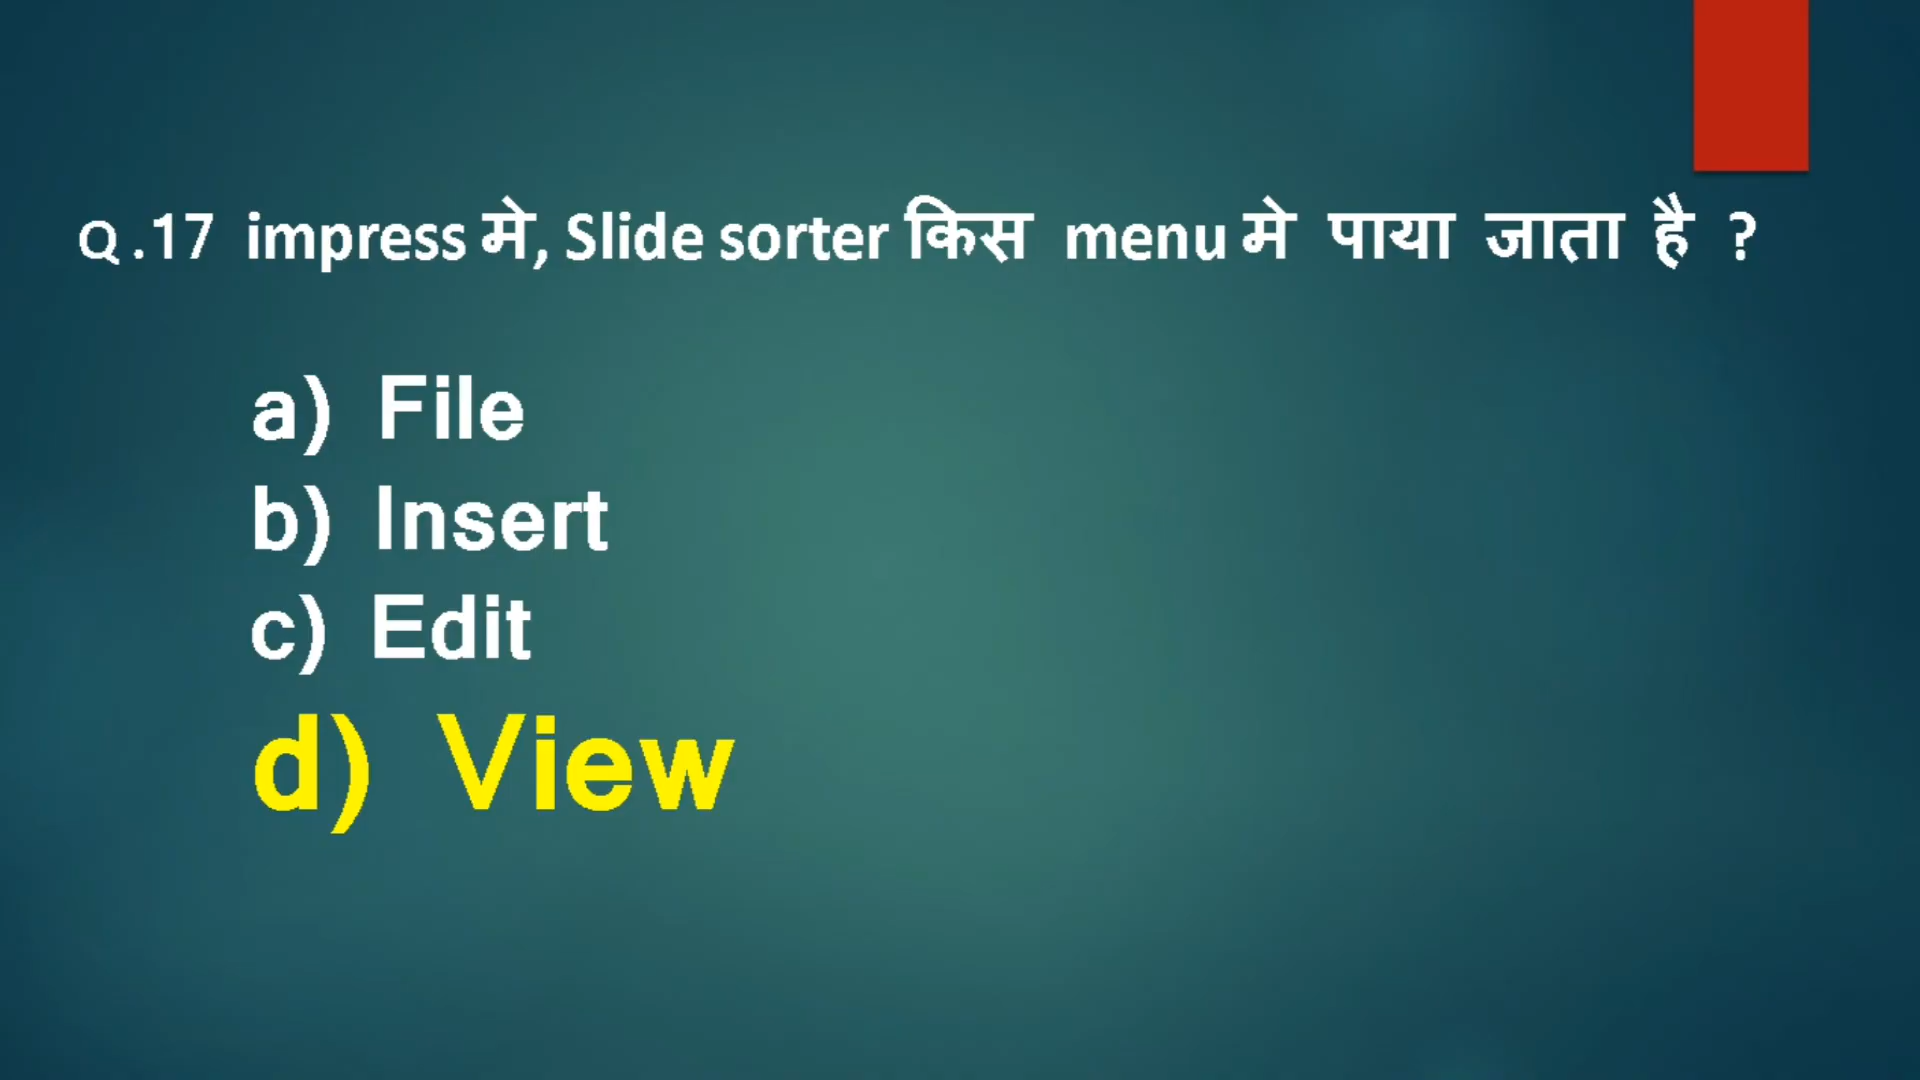 Q.17 impress मे, Slide sorter किस menu मे पाया जाता है ?
a) File
b) Insert
c) Edit
d) View